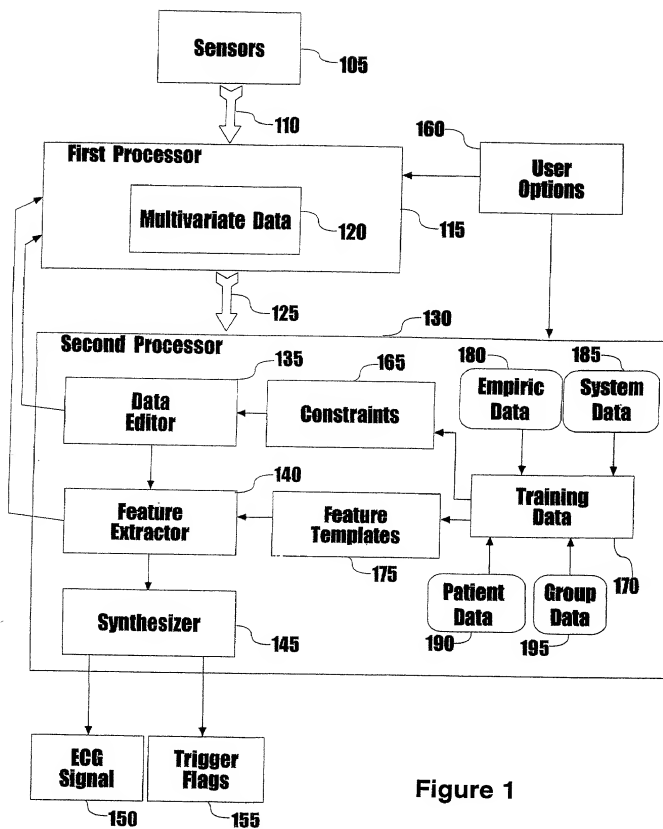 Sensors
105
110
First Processor
160
User
Options
Multivariate Data
120
115
125
130
Second Processor
135
165
180
185
Data
Editor
Constraints
Empiric
Data
System
Data
140
Feature
Extractor
Feature
Templates
Training
Data
175
170
Synthesizer
145
Patient
Data
190
Group
Data
195
ECG
Signal
150
Trigger
Flags
155
Figure 1